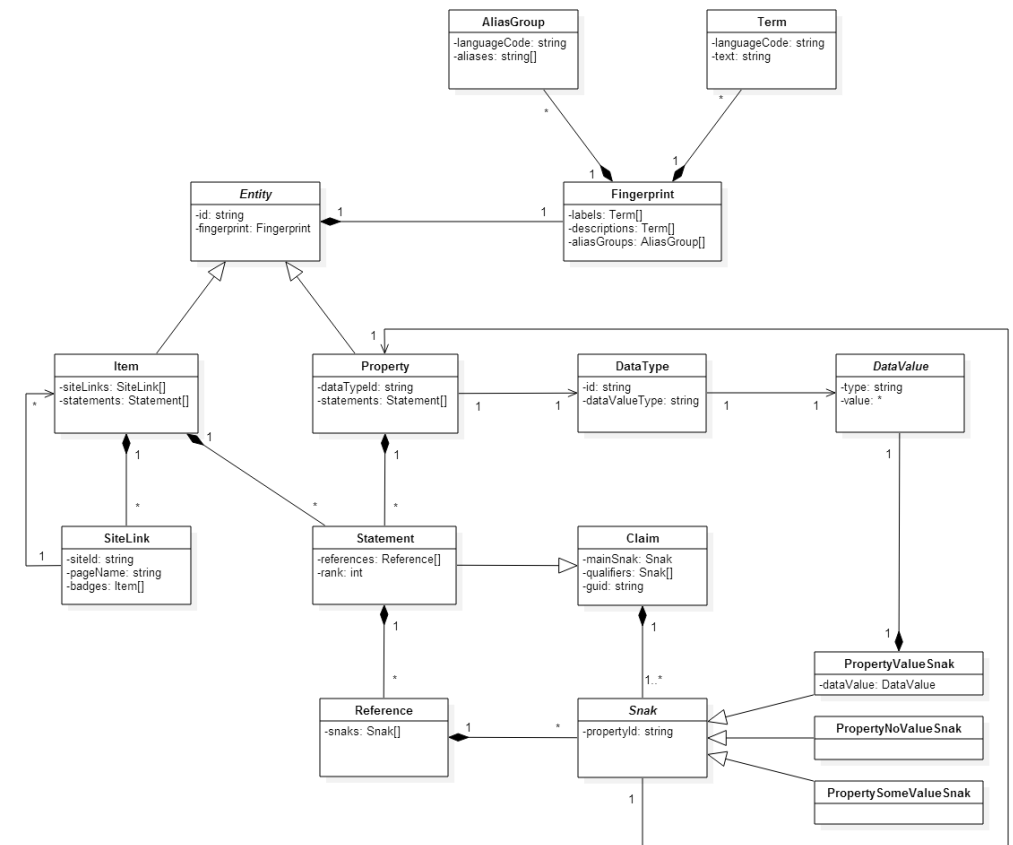 AliasGroup
-languageCode: string
-aliases: string[]
Term
-languageCode: string
-text: string
*
*
1
1
Entity
-id: string
-fingerprint: Fingerprint
1
1
Fingerprint
-labels: Term[]
-descriptions: Term[]
-aliasGroups: AliasGroup[]
1
Item
-siteLinks: SiteLink[]
-statements: Statement[]
Property
-dataTypeId: string
-statements: Statement[]
DataType
-id: string
-dataValueType: string
DataValue
-type: string
-value: *
*
1
1
1
1
1
1
1
1
*
*
*
SiteLink
-siteId: string
-pageName: string
-badges: Item[]
1
Statement
-references: Reference[]
-rank: int
Claim
-mainSnak: Snak
-qualifiers: Snak[]
-guid: string
1
1
1
*
1..*
PropertyValueSnak
-dataValue: DataValue
Reference
-snaks: Snak[]
1
*
Snak
-propertyId: string
PropertyNoValueSnak
PropertySomeValueSnak
1